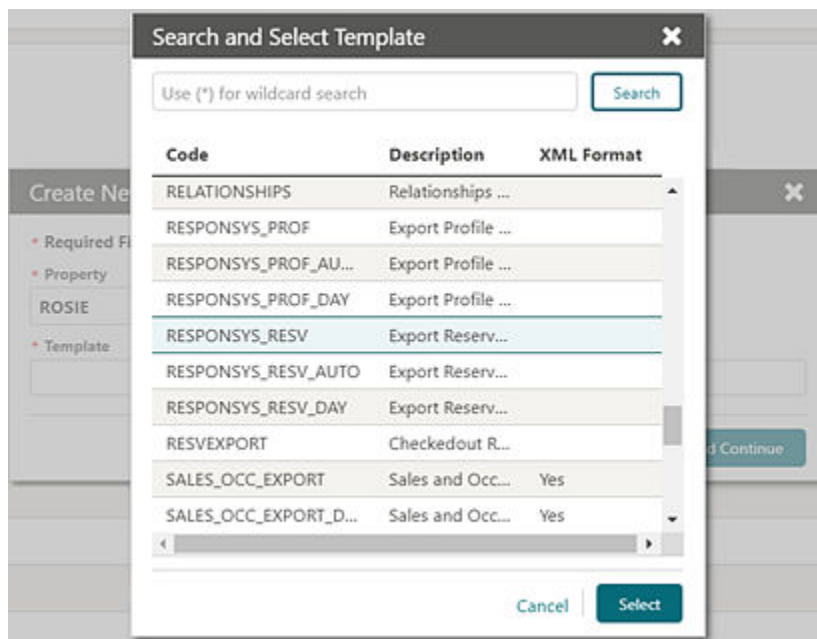 Search and Select Template
Use (*) for wildcard search Search
Code Description XML Format
RELATIONSHIPS Relationships ...
RESPONSYS_PROF Export Profile ...
RESPONSYS_PROF_AU... Export Profile ...
RESPONSYS_PROF_DAY Export Profile ...
RESPONSYS_RESV Export Reserv...
RESPONSYS_RESV_AUTO Export Reserv...
RESPONSYS_RESV_DAY Export Reserv...
RESVEXPORT Checkedout R...
SALES_OCC_EXPORT Sales and Occ... Yes
SALES_OCC_EXPORT_D... Sales and Occ... Yes
Cancel Select
Create Ne
* Required Fi
* Property
ROSIE
* Template
d Continue